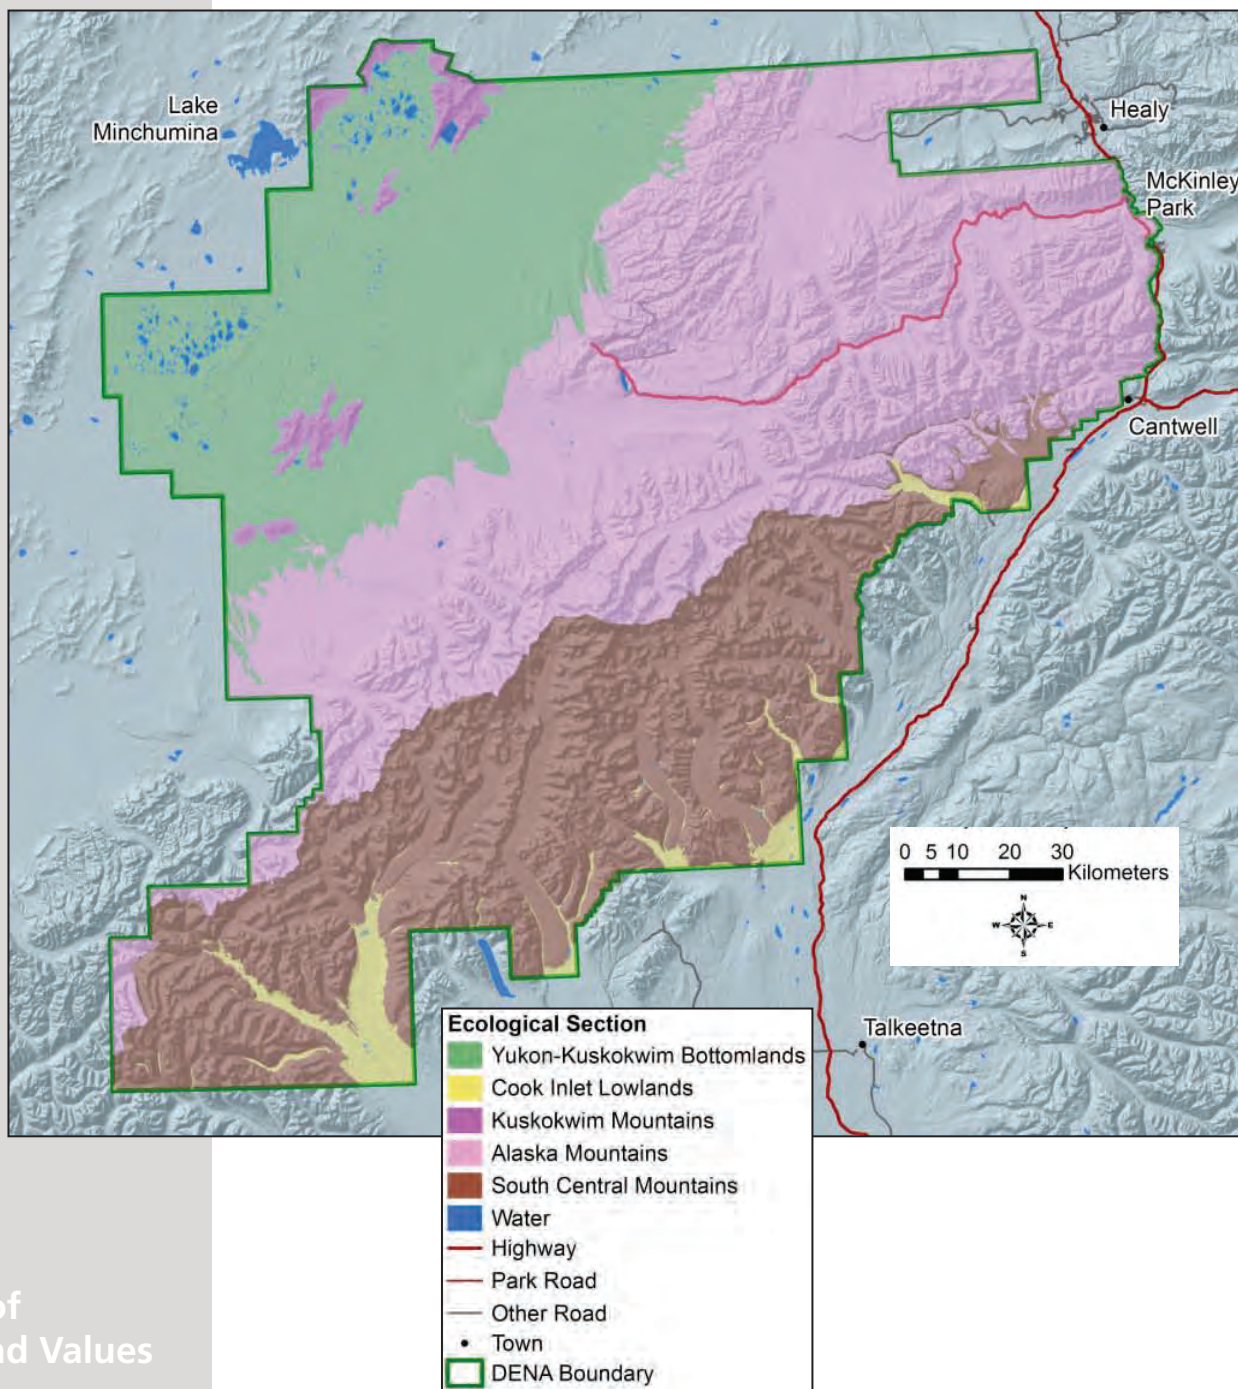 Lake
Minchumina
Healy
McKinley
Park
Cantwell
0 5 10 20 30
Kilometers
N
W E
S
Talkeetna
Ecological Section
Yukon-Kuskokwim Bottomlands
Cook Inlet Lowlands
Kuskokwim Mountains
Alaska Mountains
South Central Mountains
Water
Highway
Park Road
Other Road
Town
DENA Boundary
of
nd Values